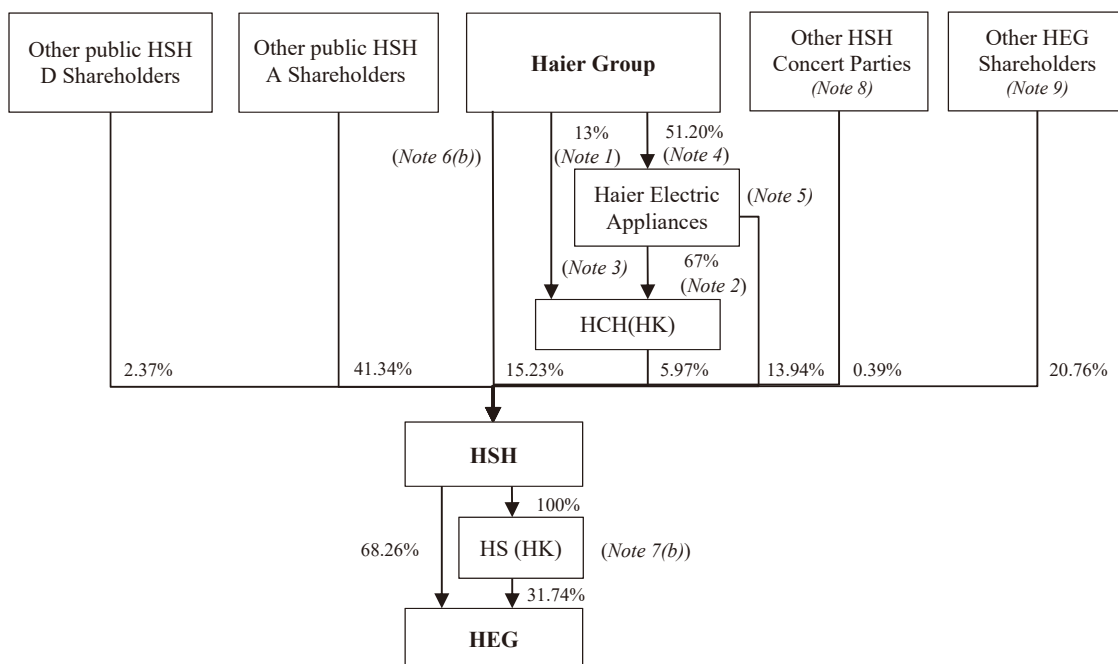 Other public HSH
D Shareholders
Other public HSH
A Shareholders
Haier Group
Other HSH
Concert Parties
(Note 8)
Other HEG
Shareholders
(Note 9)
(Note 6(b))
13%
(Note 1)
51.20%
(Note 4)
Haier Electric
Appliances
(Note 5)
(Note 3)
67%
(Note 2)
HCH(HK)
2.37%
41.34%
15.23%
5.97%
13.94%
0.39%
20.76%
HSH
100%
68.26%
HS (HK)
(Note 7(b))
31.74%
HEG